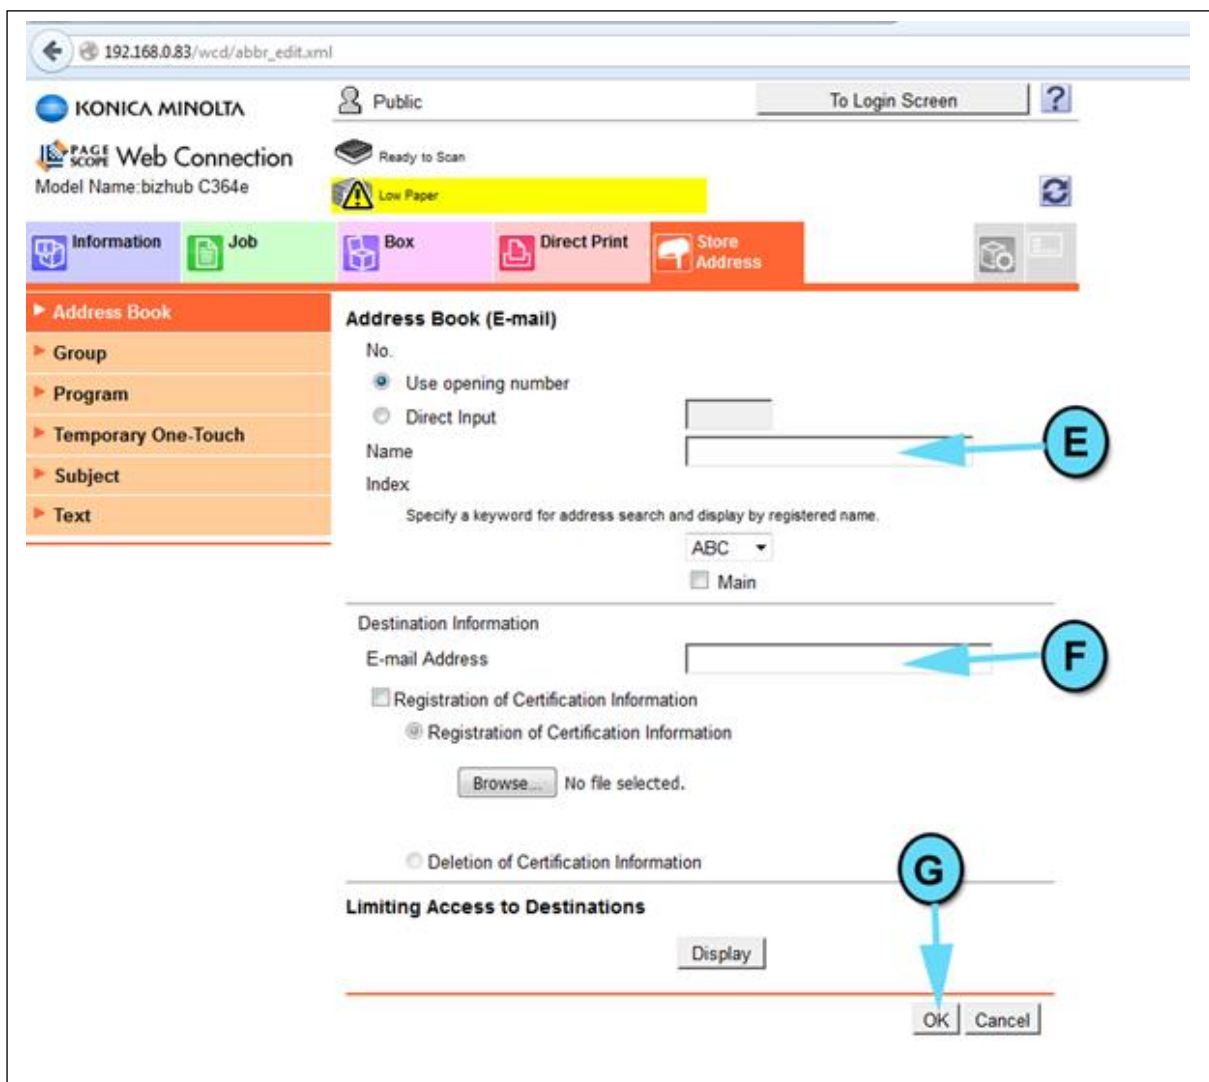 192.168.0.83/wcd/abbr_edit.xml
KONICA MINOLTA
Public
To Login Screen
?
PAGE SCOPE Web Connection
Ready to Scan
Model Name:bizhub C364e
Low Paper
Information
Job
Box
Direct Print
Store Address
Address Book
Group
Program
Temporary One-Touch
Subject
Text
Address Book (E-mail)
No.
Use opening number
Direct Input
Name
E
Index
Specify a keyword for address search and display by registered name.
ABC
Main
Destination Information
E-mail Address
F
Registration of Certification Information
Registration of Certification Information
Browse... No file selected.
Deletion of Certification Information
G
Limiting Access to Destinations
Display
OK Cancel